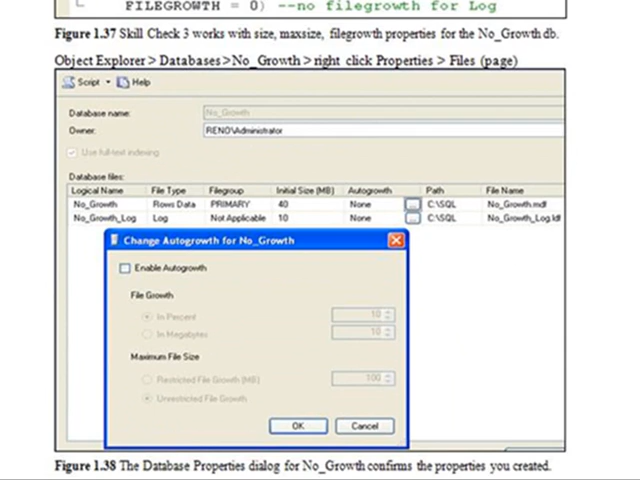 FILEGROWTH = 0) --no filegrowth for Log
Figure 1.37 Skill Check 3 works with size, maxsize, filegrowth properties for the No_Growth db.
Object Explorer > Databases > No_Growth > right click Properties > Files (page)
Script Help
Database name: No_Growth
Owner: RENO\Administrator
Use full-text indexing
Database files:
Logical Name File Type Filegroup Initial Size (MB) Autogrowth Path File Name
No_Growth Rows Data PRIMARY 40 None ... C:\SQL No_Growth.mdf
No_Growth_Log Log Not Applicable 10 None ... C:\SQL No_Growth_Log.ldf
Change Autogrowth for No_Growth
Enable Autogrowth
File Growth
In Percent 10
In Megabytes 10
Maximum File Size
Restricted File Growth (MB) 100
Unrestricted File Growth
OK Cancel
Figure 1.38 The Database Properties dialog for No_Growth confirms the properties you created.